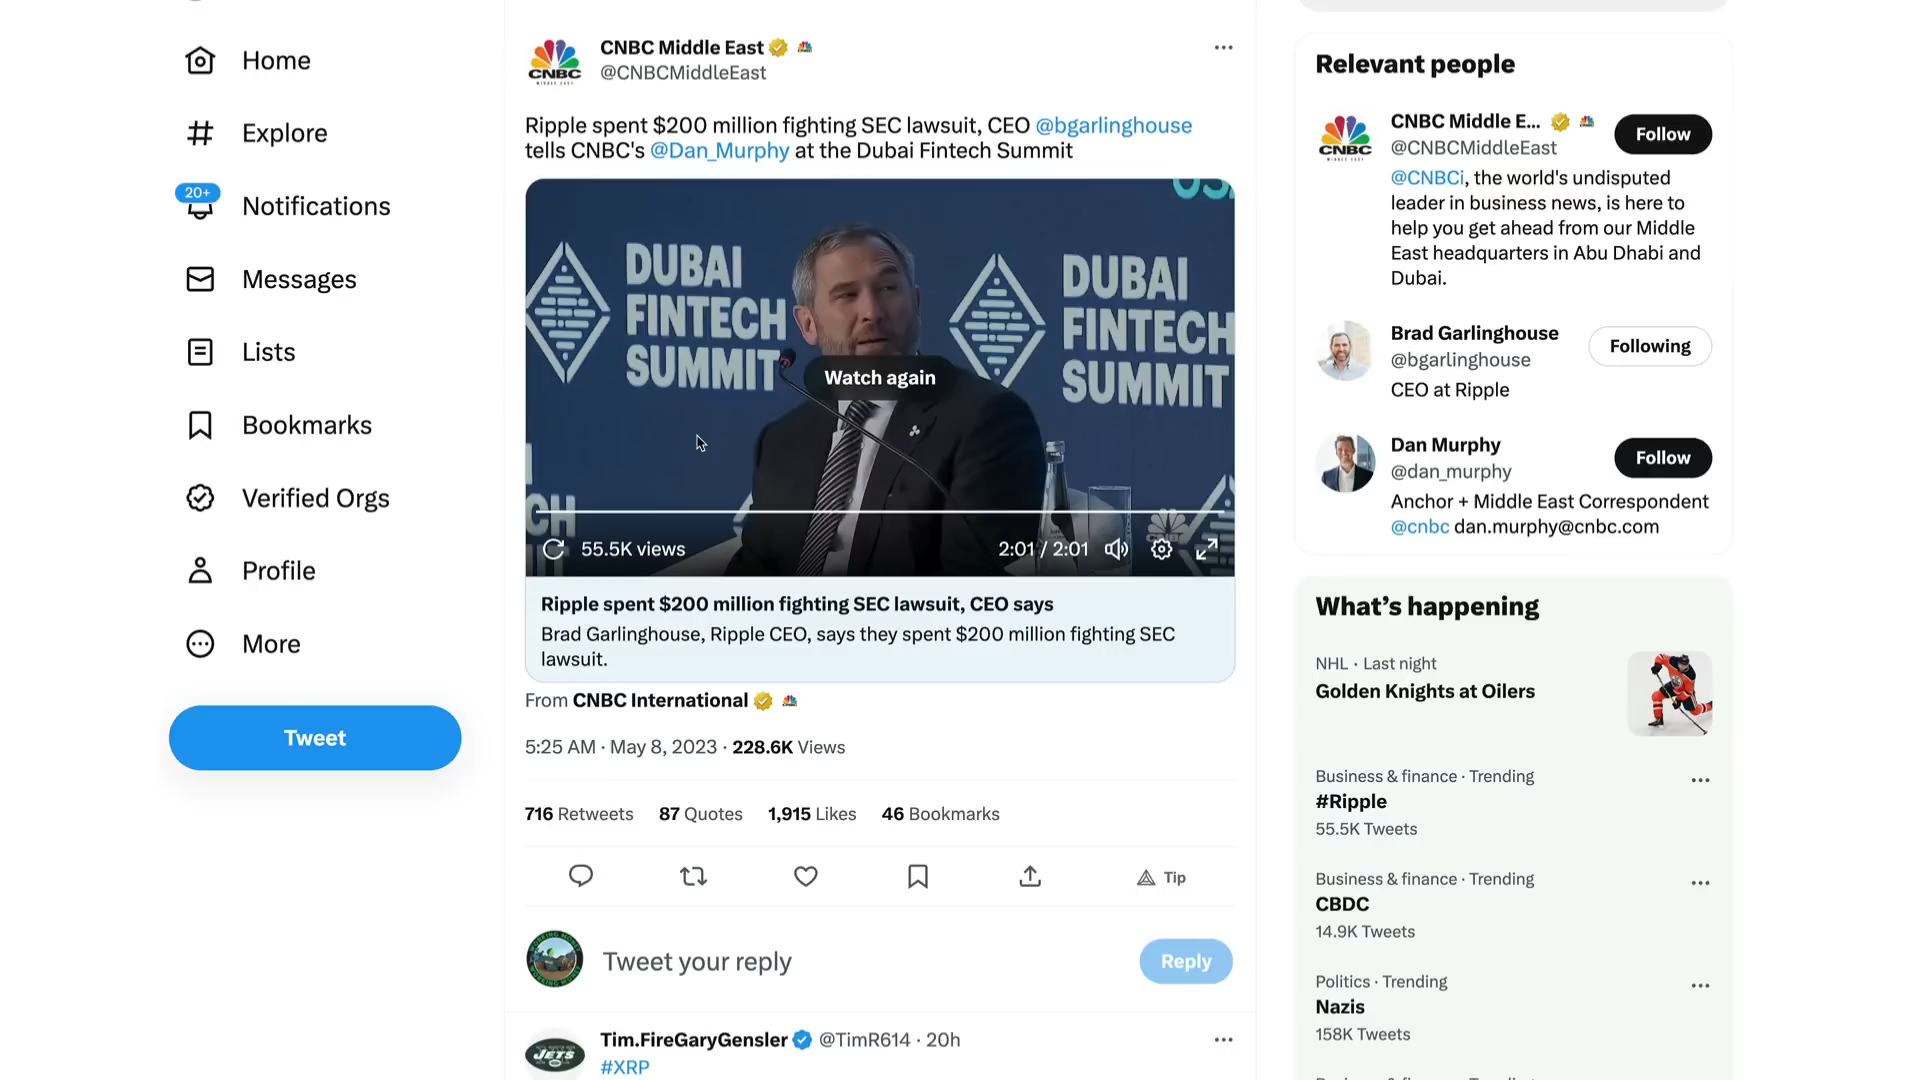 Home
Explore
20+
Notifications
Messages
Lists
Bookmarks
Verified Orgs
Profile
More
Tweet
CNBC Middle East
@CNBCMiddleEast
CNBC
Ripple spent $200 million fighting SEC lawsuit, CEO @bgarlinghouse
tells CNBC's @Dan_Murphy at the Dubai Fintech Summit
DUBAI
FINTECH
SUMMIT
DUBAI
FINTECH
SUMMIT
Watch again
55.5K views
2:01 / 2:01
Ripple spent $200 million fighting SEC lawsuit, CEO says
Brad Garlinghouse, Ripple CEO, says they spent $200 million fighting SEC
lawsuit.
From CNBC International
5:25 AM · May 8, 2023 · 228.6K Views
716 Retweets 87 Quotes 1,915 Likes 46 Bookmarks
Tip
Tweet your reply
Reply
Tim.FireGaryGensler @TimR614 · 20h
JETS
#XRP
Relevant people
CNBC
CNBC Middle E...
@CNBCMiddleEast
Follow
@CNBCi, the world's undisputed
leader in business news, is here to
help you get ahead from our Middle
East headquarters in Abu Dhabi and
Dubai.
Brad Garlinghouse
@bgarlinghouse
Following
CEO at Ripple
Dan Murphy
@dan_murphy
Follow
Anchor + Middle East Correspondent
@cnbc dan.murphy@cnbc.com
What's happening
NHL · Last night
Golden Knights at Oilers
Business & finance · Trending
#Ripple
55.5K Tweets
Business & finance · Trending
CBDC
14.9K Tweets
Politics · Trending
Nazis
158K Tweets